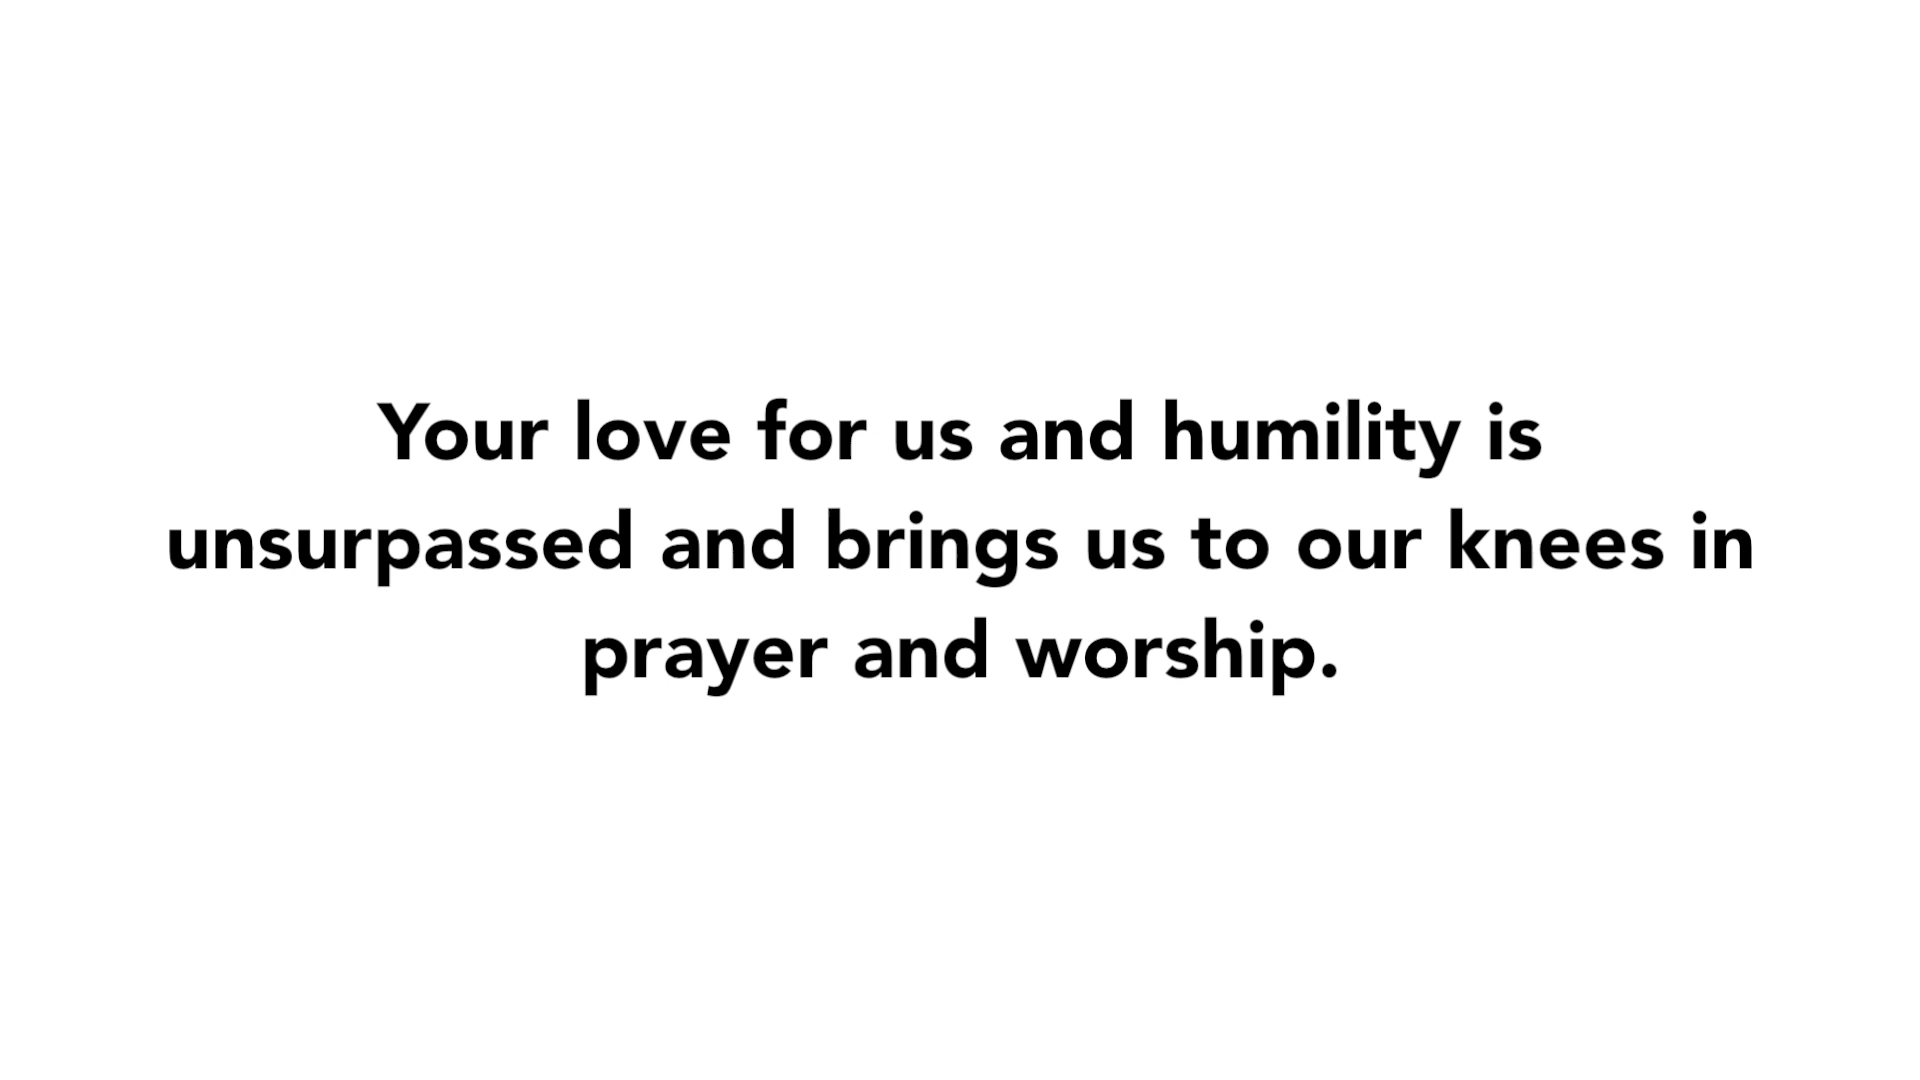 Your love for us and humility is
unsurpassed and brings us to our knees in
prayer and worship.